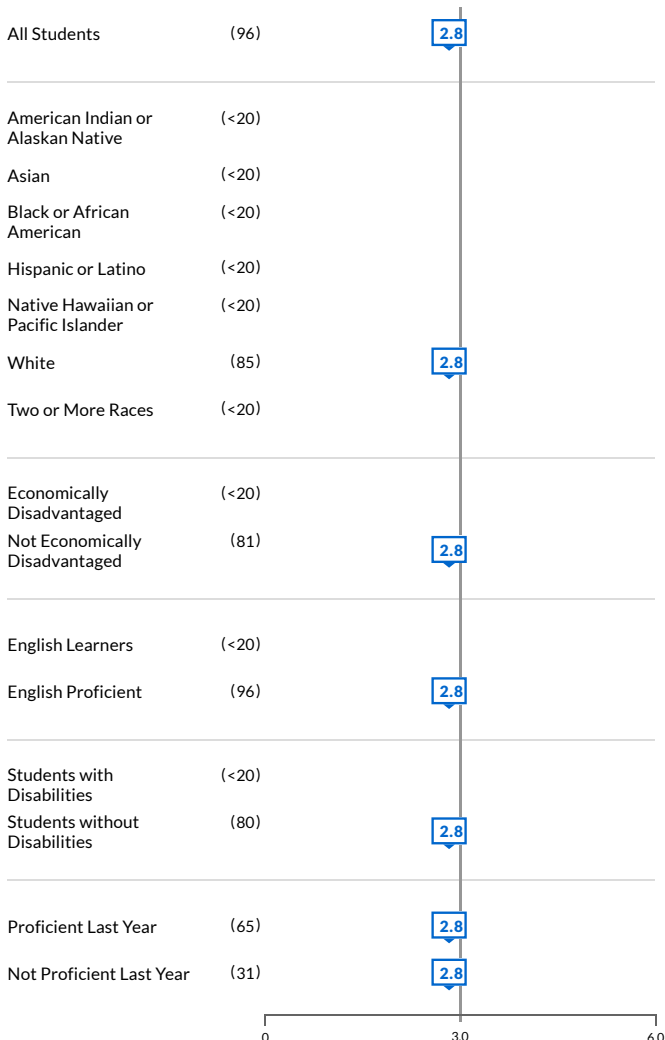 All Students (96) 2.8
American Indian or
Alaskan Native (<20)
Asian (<20)
Black or African
American (<20)
Hispanic or Latino (<20)
Native Hawaiian or
Pacific Islander (<20)
White (85) 2.8
Two or More Races (<20)
Economically
Disadvantaged (<20)
Not Economically
Disadvantaged (81) 2.8
English Learners (<20)
English Proficient (96) 2.8
Students with
Disabilities (<20)
Students without
Disabilities (80) 2.8
Proficient Last Year (65) 2.8
Not Proficient Last Year (31) 2.8
0 3.0 6.0